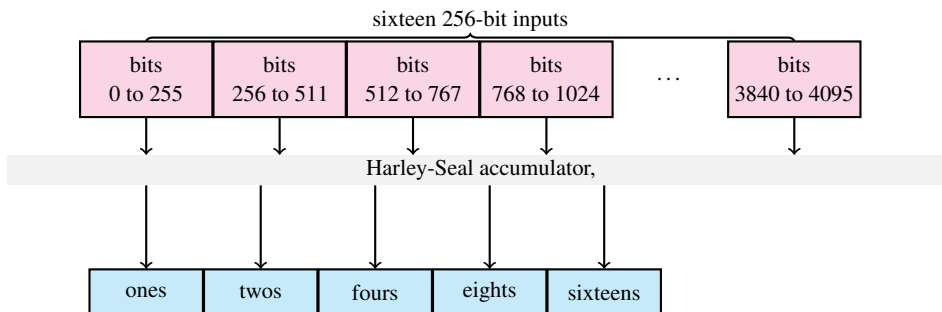 sixteen 256-bit inputs
bits
0 to 255
bits
256 to 511
bits
512 to 767
bits
768 to 1024
...
bits
3840 to 4095
Harley-Seal accumulator,
ones
twos
fours
eights
sixteens